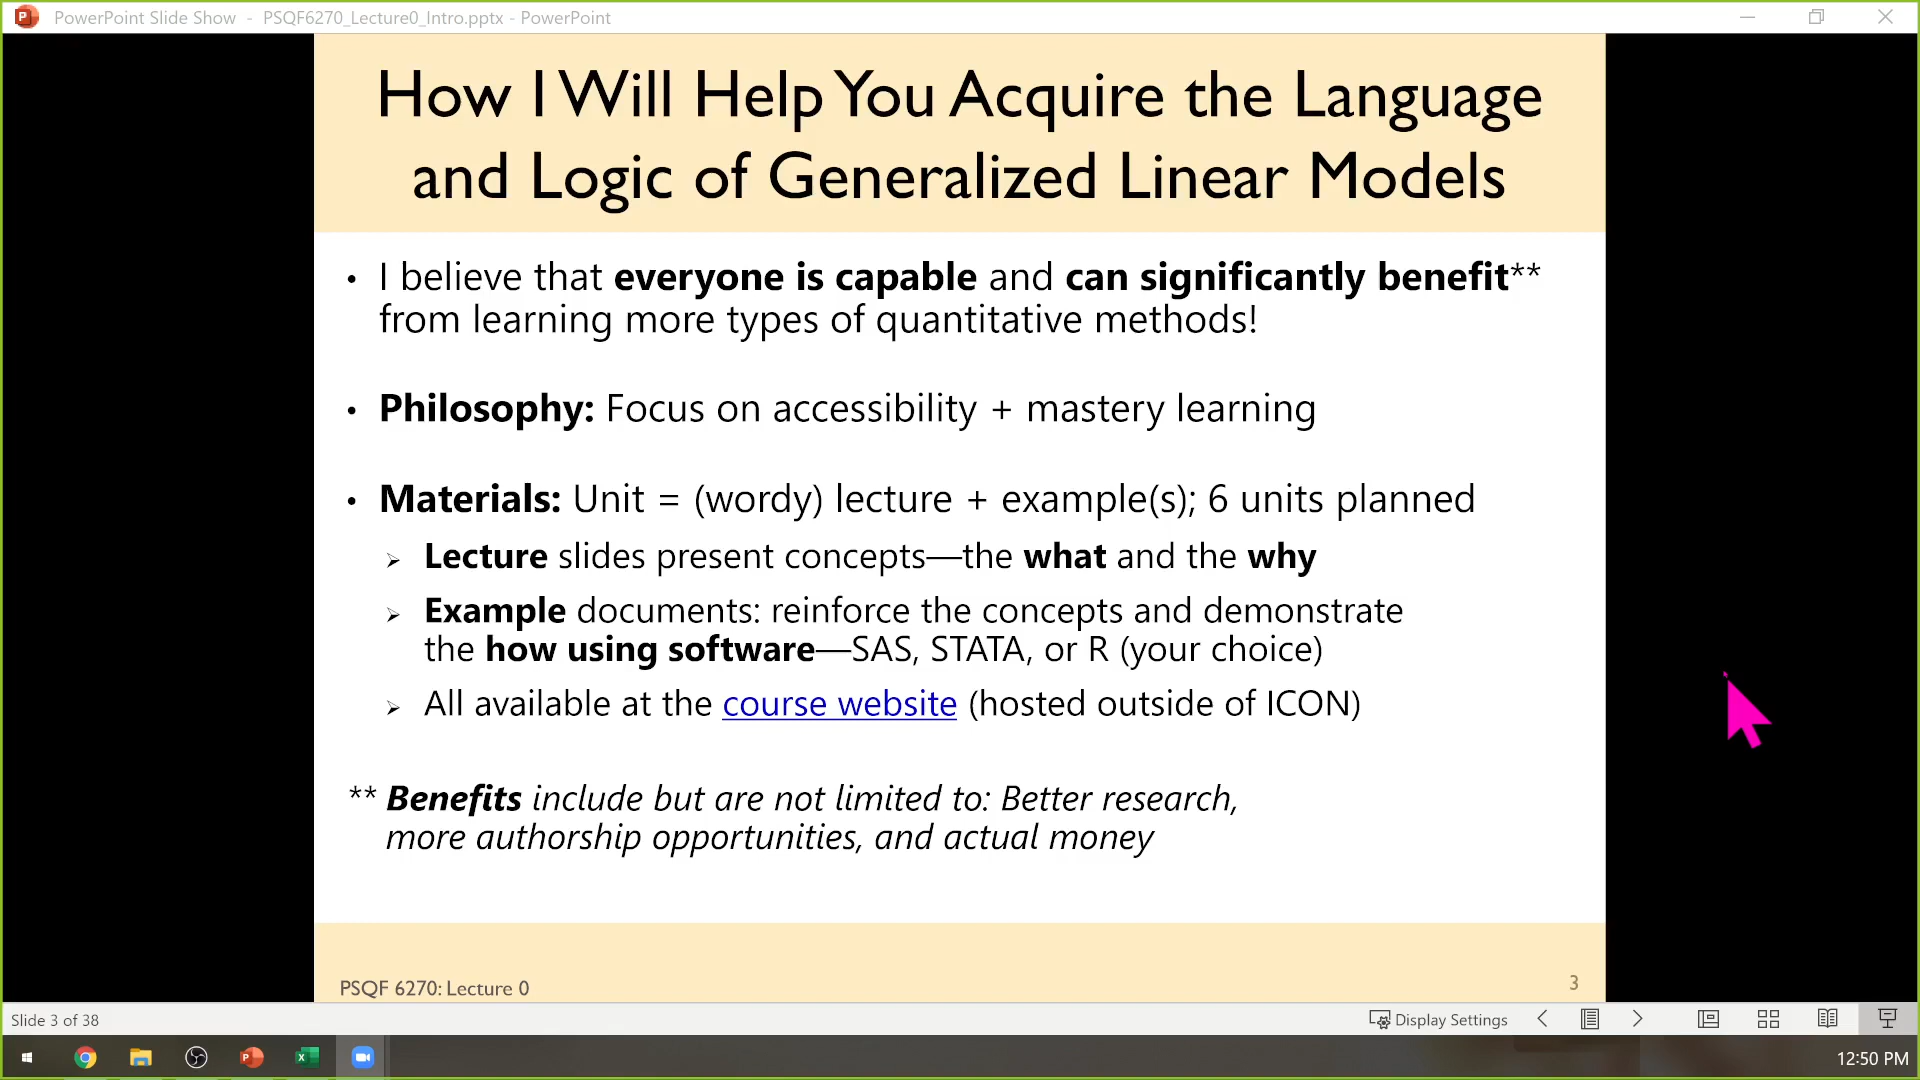 PowerPoint Slide Show - PSQF6270_Lecture0_Intro.pptx - PowerPoint
How I Will Help You Acquire the Language
and Logic of Generalized Linear Models
• I believe that everyone is capable and can significantly benefit**
from learning more types of quantitative methods!
• Philosophy: Focus on accessibility + mastery learning
• Materials: Unit = (wordy) lecture + example(s); 6 units planned
➢ Lecture slides present concepts—the what and the why
➢ Example documents: reinforce the concepts and demonstrate
the how using software—SAS, STATA, or R (your choice)
➢ All available at the course website (hosted outside of ICON)
** Benefits include but are not limited to: Better research,
more authorship opportunities, and actual money
PSQF 6270: Lecture 0
3
Slide 3 of 38
Display Settings
12:50 PM